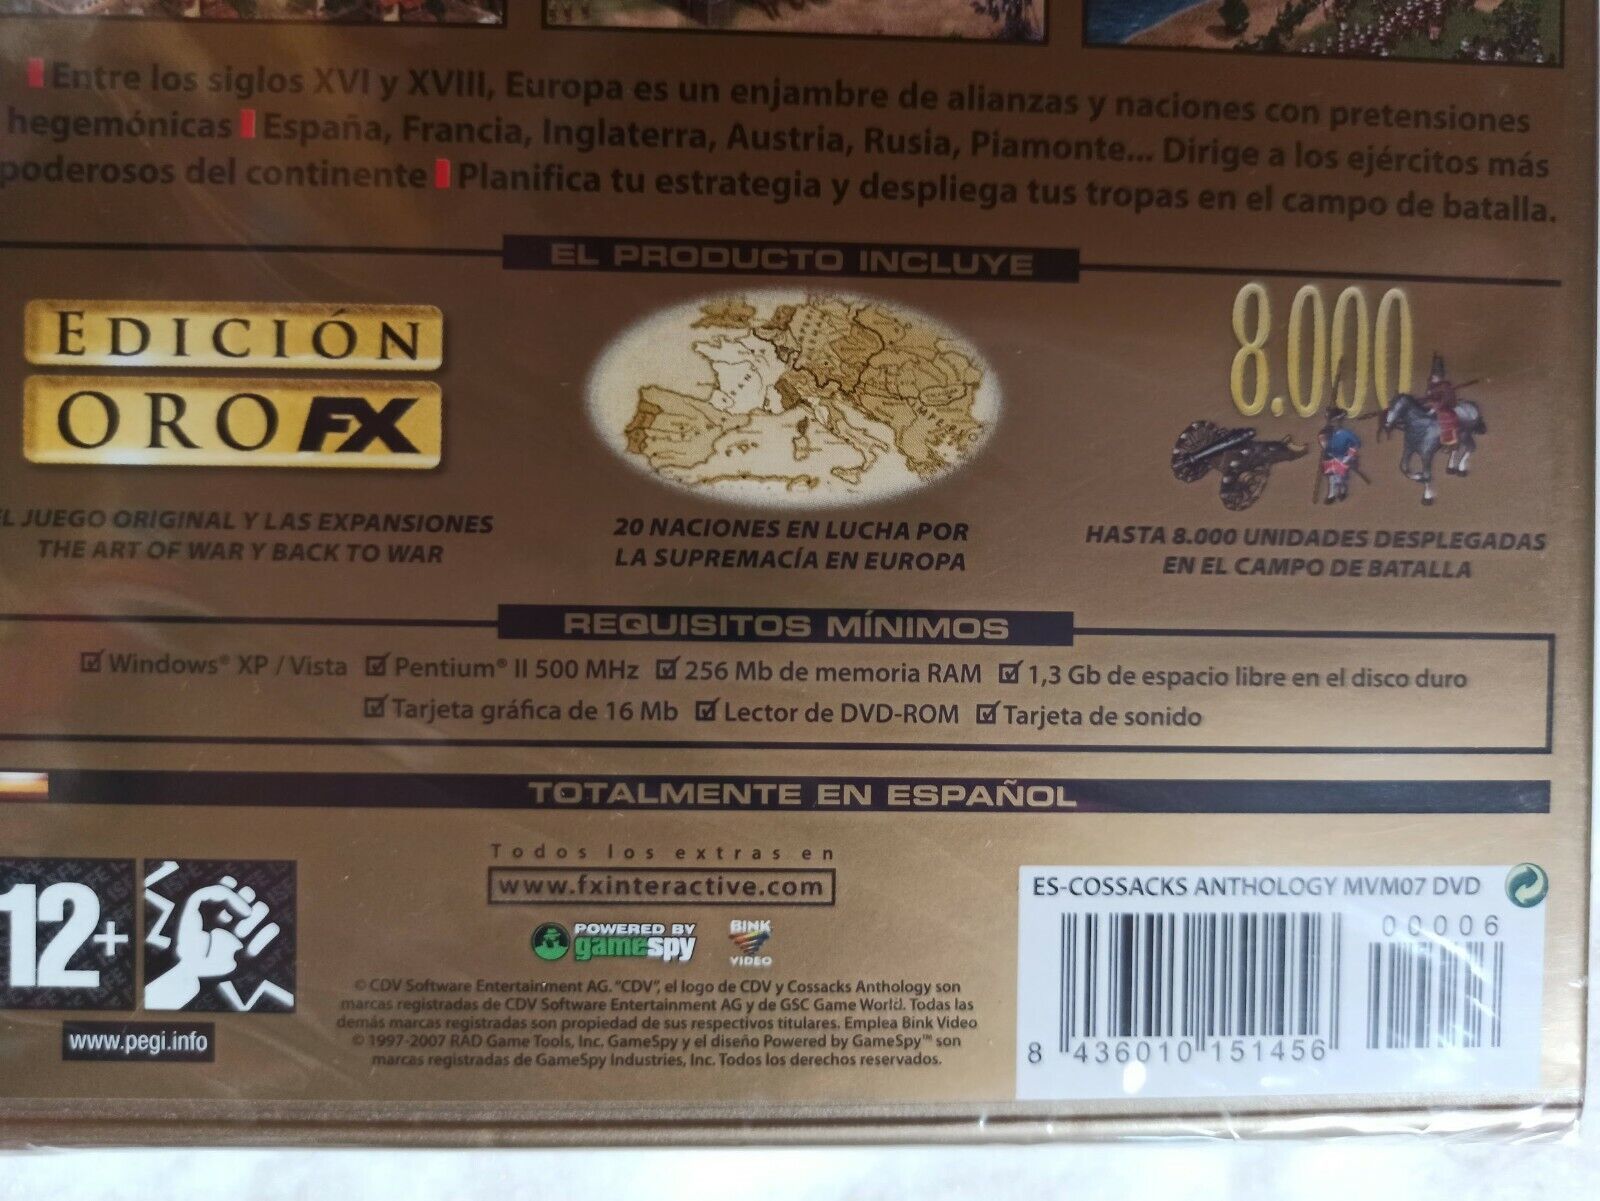 Entre los siglos XVI y XVIII, Europa es un enjambre de alianzas y naciones con pretensiones
hegemónicas España, Francia, Inglaterra, Austria, Rusia, Piamonte... Dirige a los ejércitos más
poderosos del continente Planifica tu estrategia y despliega tus tropas en el campo de batalla.
EL PRODUCTO INCLUYE
EDICIÓN
ORO FX
8.000
EL JUEGO ORIGINAL Y LAS EXPANSIONES
THE ART OF WAR Y BACK TO WAR
20 NACIONES EN LUCHA POR
LA SUPREMACÍA EN EUROPA
HASTA 8.000 UNIDADES DESPLEGADAS
EN EL CAMPO DE BATALLA
REQUISITOS MÍNIMOS
Windows® XP / Vista Pentium® II 500 MHz 256 Mb de memoria RAM 1,3 Gb de espacio libre en el disco duro
Tarjeta gráfica de 16 Mb Lector de DVD-ROM Tarjeta de sonido
TOTALMENTE EN ESPAÑOL
12+
www.pegi.info
Todos los extras en
www.fxinteractive.com
POWERED BY
gamespy
BINK
VIDEO
© CDV Software Entertainment AG. "CDV", el logo de CDV y Cossacks Anthology son
marcas registradas de CDV Software Entertainment AG y de GSC Game World. Todas las
demás marcas registradas son propiedad de sus respectivos titulares. Emplea Bink Video
© 1997-2007 RAD Game Tools, Inc. GameSpy y el diseño Powered by GameSpy™ son
marcas registradas de GameSpy Industries, Inc. Todos los derechos reservados.
ES-COSSACKS ANTHOLOGY MVM07 DVD
00006
8 436010 151456